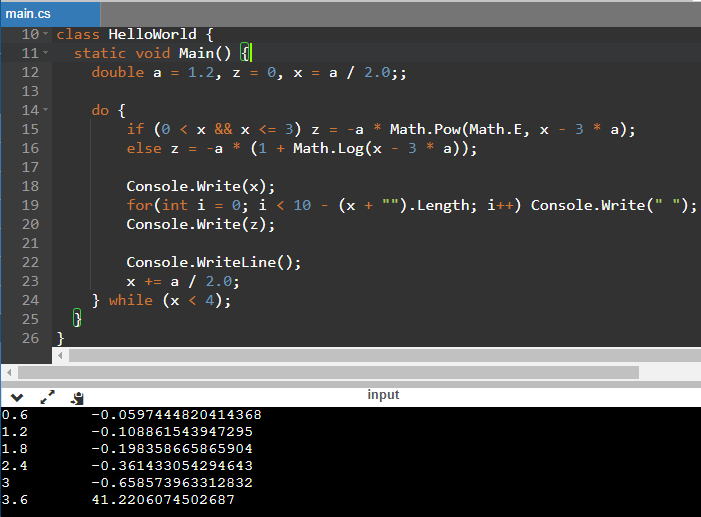 main.cs
10 class HelloWorld {
11 static void Main() {
12 double a = 1.2, z = 0, x = a / 2.0;;
13
14 do {
15 if (0 < x && x <= 3) z = -a * Math.Pow(Math.E, x - 3 * a);
16 else z = -a * (1 + Math.Log(x - 3 * a));
17
18 Console.Write(x);
19 for(int i = 0; i < 10 - (x + "").Length; i++) Console.Write(" ");
20 Console.Write(z);
21
22 Console.WriteLine();
23 x += a / 2.0;
24 } while (x < 4);
25 }
26 }
input
0.6 -0.0597444820414368
1.2 -0.108861543947295
1.8 -0.198358665865904
2.4 -0.361433054294643
3 -0.658573963312832
3.6 41.2206074502687